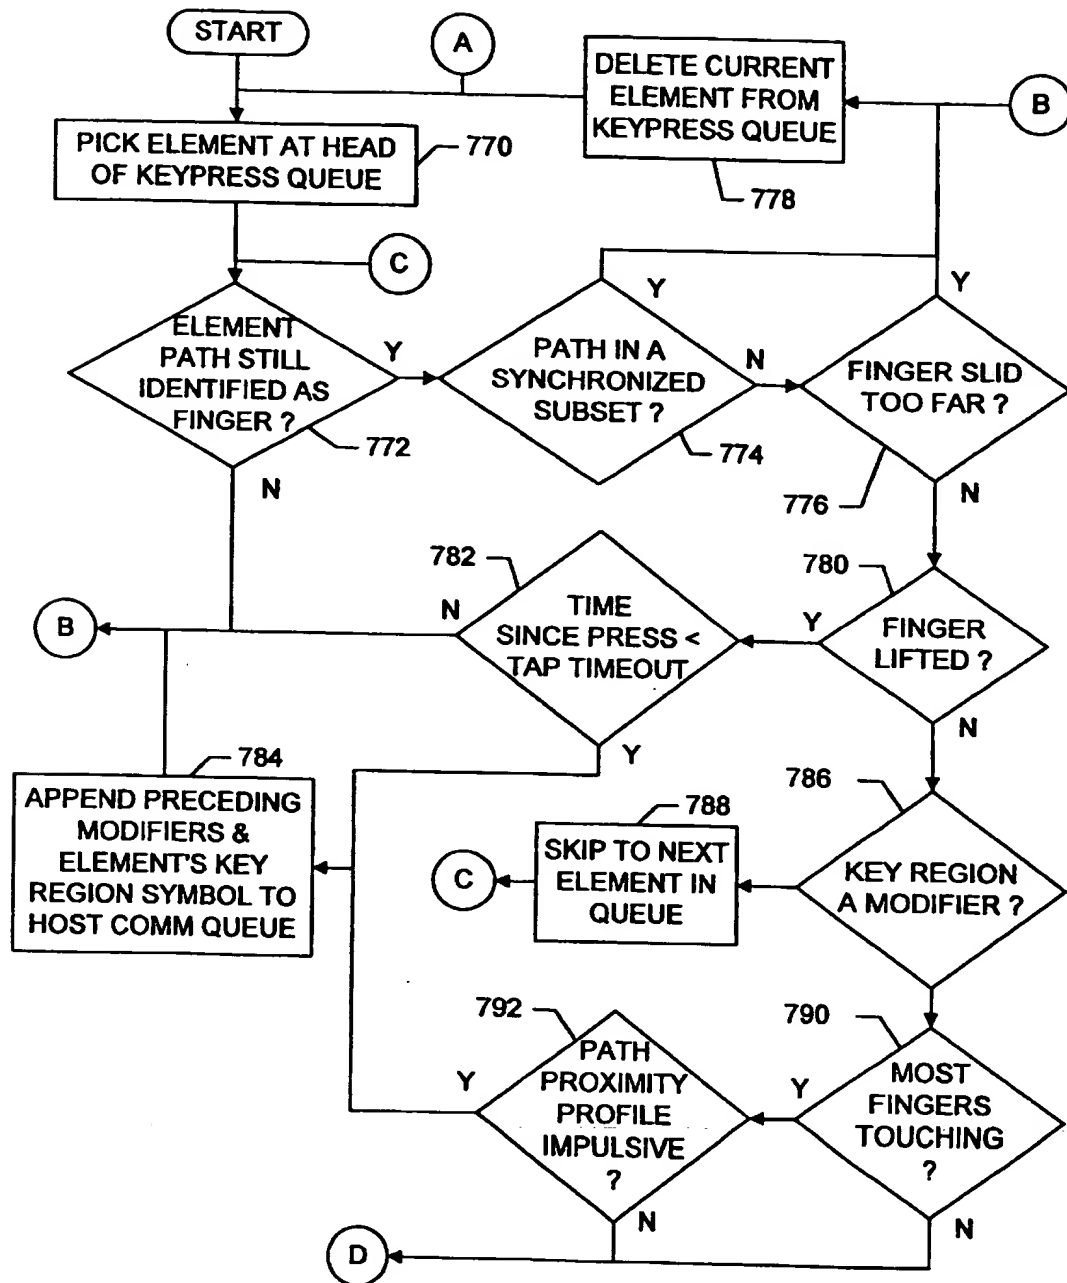 START
A
DELETE CURRENT
ELEMENT FROM
KEYPRESS QUEUE
B
PICK ELEMENT AT HEAD
OF KEYPRESS QUEUE
770
778
C
ELEMENT
PATH STILL
IDENTIFIED AS
FINGER ?
Y
772
N
PATH IN A
SYNCHRONIZED
SUBSET ?
Y
N
774
FINGER SLID
TOO FAR ?
Y
776
N
782
N
TIME
SINCE PRESS <
TAP TIMEOUT
Y
780
Y
FINGER
LIFTED ?
N
B
784
APPEND PRECEDING
MODIFIERS &
ELEMENT'S KEY
REGION SYMBOL TO
HOST COMM QUEUE
C
788
SKIP TO NEXT
ELEMENT IN
QUEUE
786
KEY REGION
A MODIFIER ?
792
Y
PATH
PROXIMITY
PROFILE
IMPULSIVE
?
N
790
Y
MOST
FINGERS
TOUCHING
?
N
D